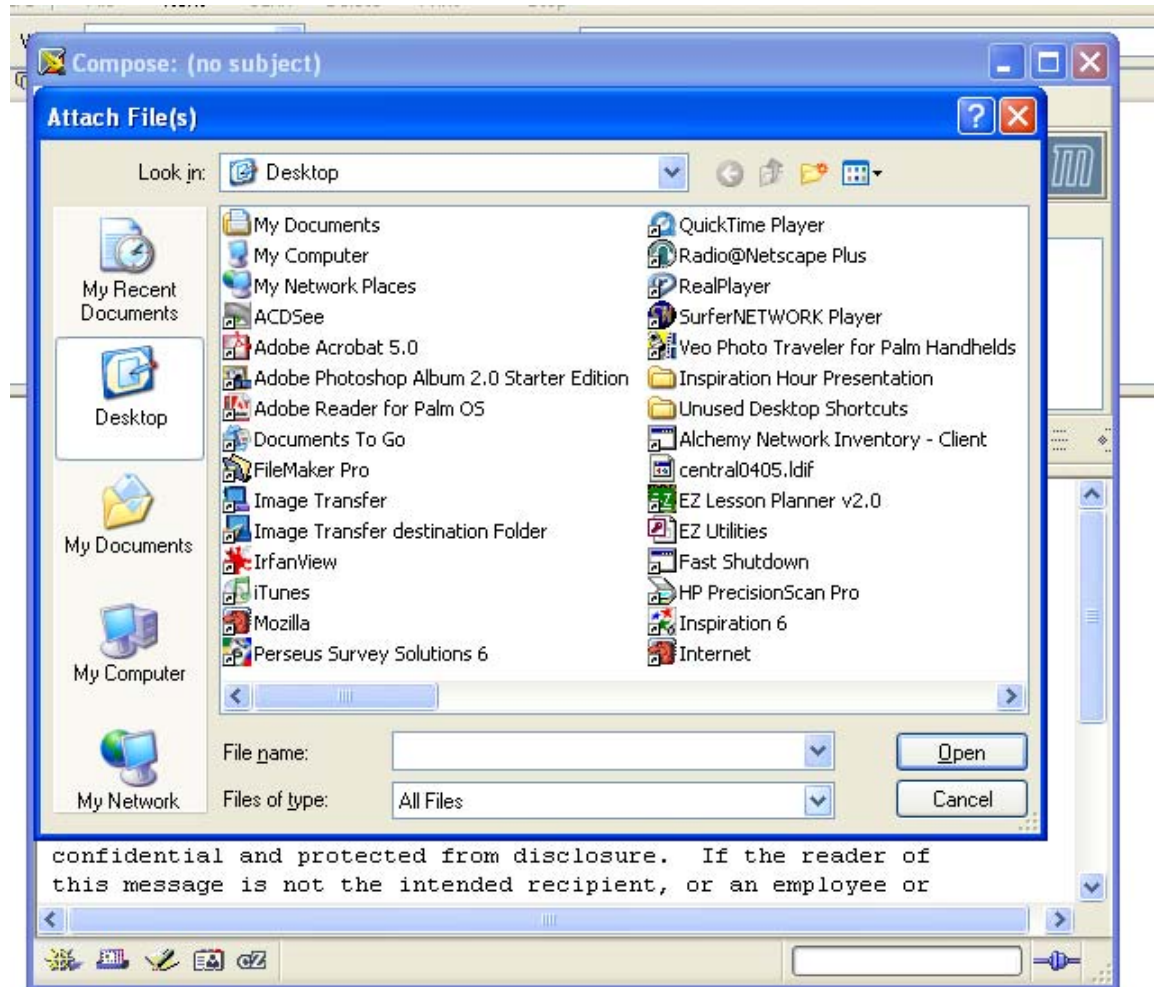 Compose: (no subject)
Attach File(s)
Look in:
Desktop
My Recent
Documents
Desktop
My Documents
My Computer
My Network
My Documents
My Computer
My Network Places
ACDSee
Adobe Acrobat 5.0
Adobe Photoshop Album 2.0 Starter Edition
Adobe Reader for Palm OS
Documents To Go
FileMaker Pro
Image Transfer
Image Transfer destination Folder
IrfanView
iTunes
Mozilla
Perseus Survey Solutions 6
QuickTime Player
Radio@Netscape Plus
RealPlayer
SurferNETWORK Player
Veo Photo Traveler for Palm Handhelds
Inspiration Hour Presentation
Unused Desktop Shortcuts
Alchemy Network Inventory - Client
central0405.ldif
EZ Lesson Planner v2.0
EZ Utilities
Fast Shutdown
HP PrecisionScan Pro
Inspiration 6
Internet
File name:
Open
Files of type:
All Files
Cancel
confidential and protected from disclosure. If the reader of
this message is not the intended recipient, or an employee or